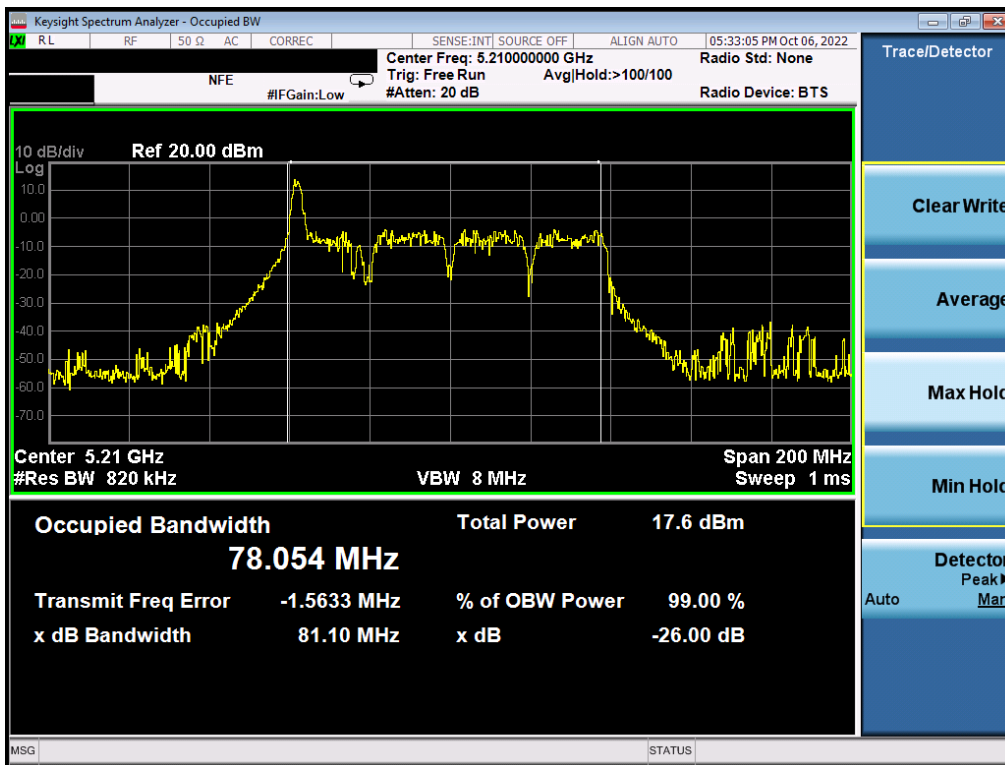 Keysight Spectrum Analyzer - Occupied BW
LXI RL RF 50 Ω AC CORREC SENSE:INT SOURCE OFF ALIGN AUTO 05:33:05 PM Oct 06, 2022
Center Freq: 5.210000000 GHz Radio Std: None
NFE Trig: Free Run Avg|Hold:>100/100
#IFGain:Low #Atten: 20 dB Radio Device: BTS
Trace/Detector
10 dB/div Ref 20.00 dBm
Log
10.0
0.00
-10.0
-20.0
-30.0
-40.0
-50.0
-60.0
-70.0
Center 5.21 GHz Span 200 MHz
#Res BW 820 kHz VBW 8 MHz Sweep 1 ms
Occupied Bandwidth Total Power 17.6 dBm
78.054 MHz
Transmit Freq Error -1.5633 MHz % of OBW Power 99.00 %
x dB Bandwidth 81.10 MHz x dB -26.00 dB
Clear Write
Average
Max Hold
Min Hold
Detector
Peak
Auto Man
MSG STATUS